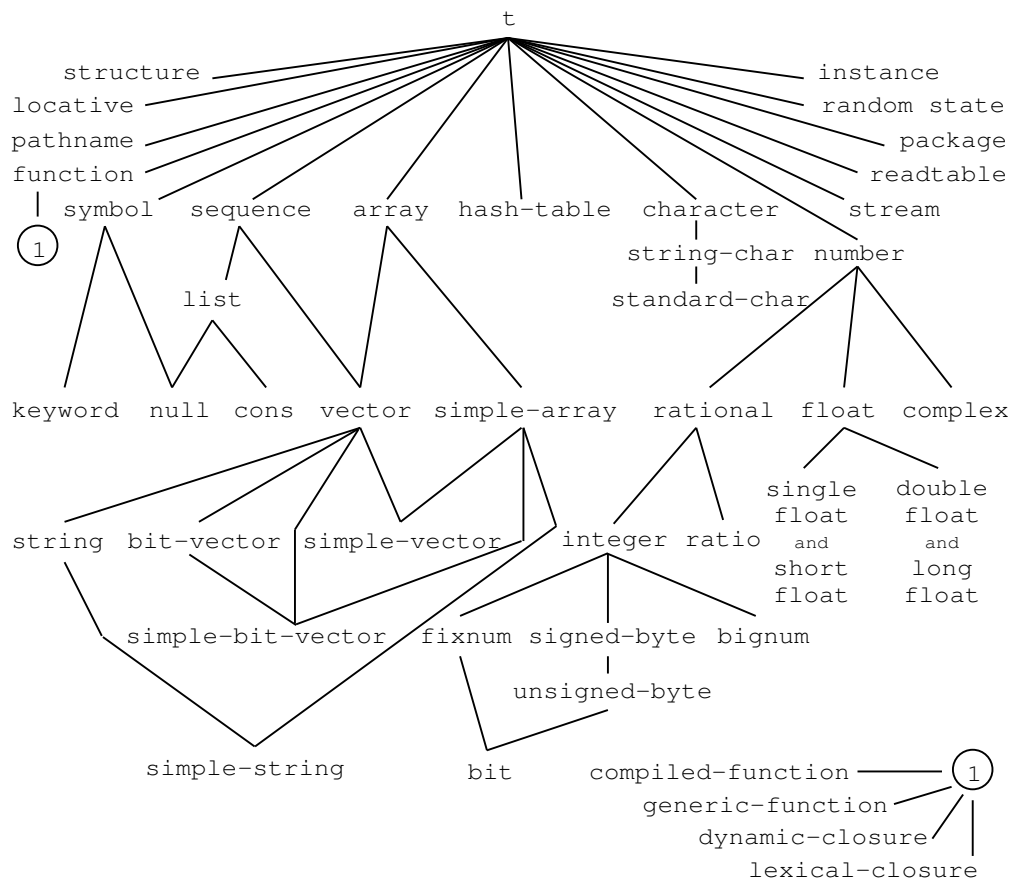 t
structure
instance
locative
random state
pathname
package
function
readtable
symbol sequence array hash-table character stream
1
string-char number
list
standard-char
keyword null cons vector simple-array rational float complex
single float and short float
double float and long float
string bit-vector simple-vector integer ratio
simple-bit-vector fixnum signed-byte bignum
unsigned-byte
simple-string bit compiled-function 1
generic-function
dynamic-closure
lexical-closure